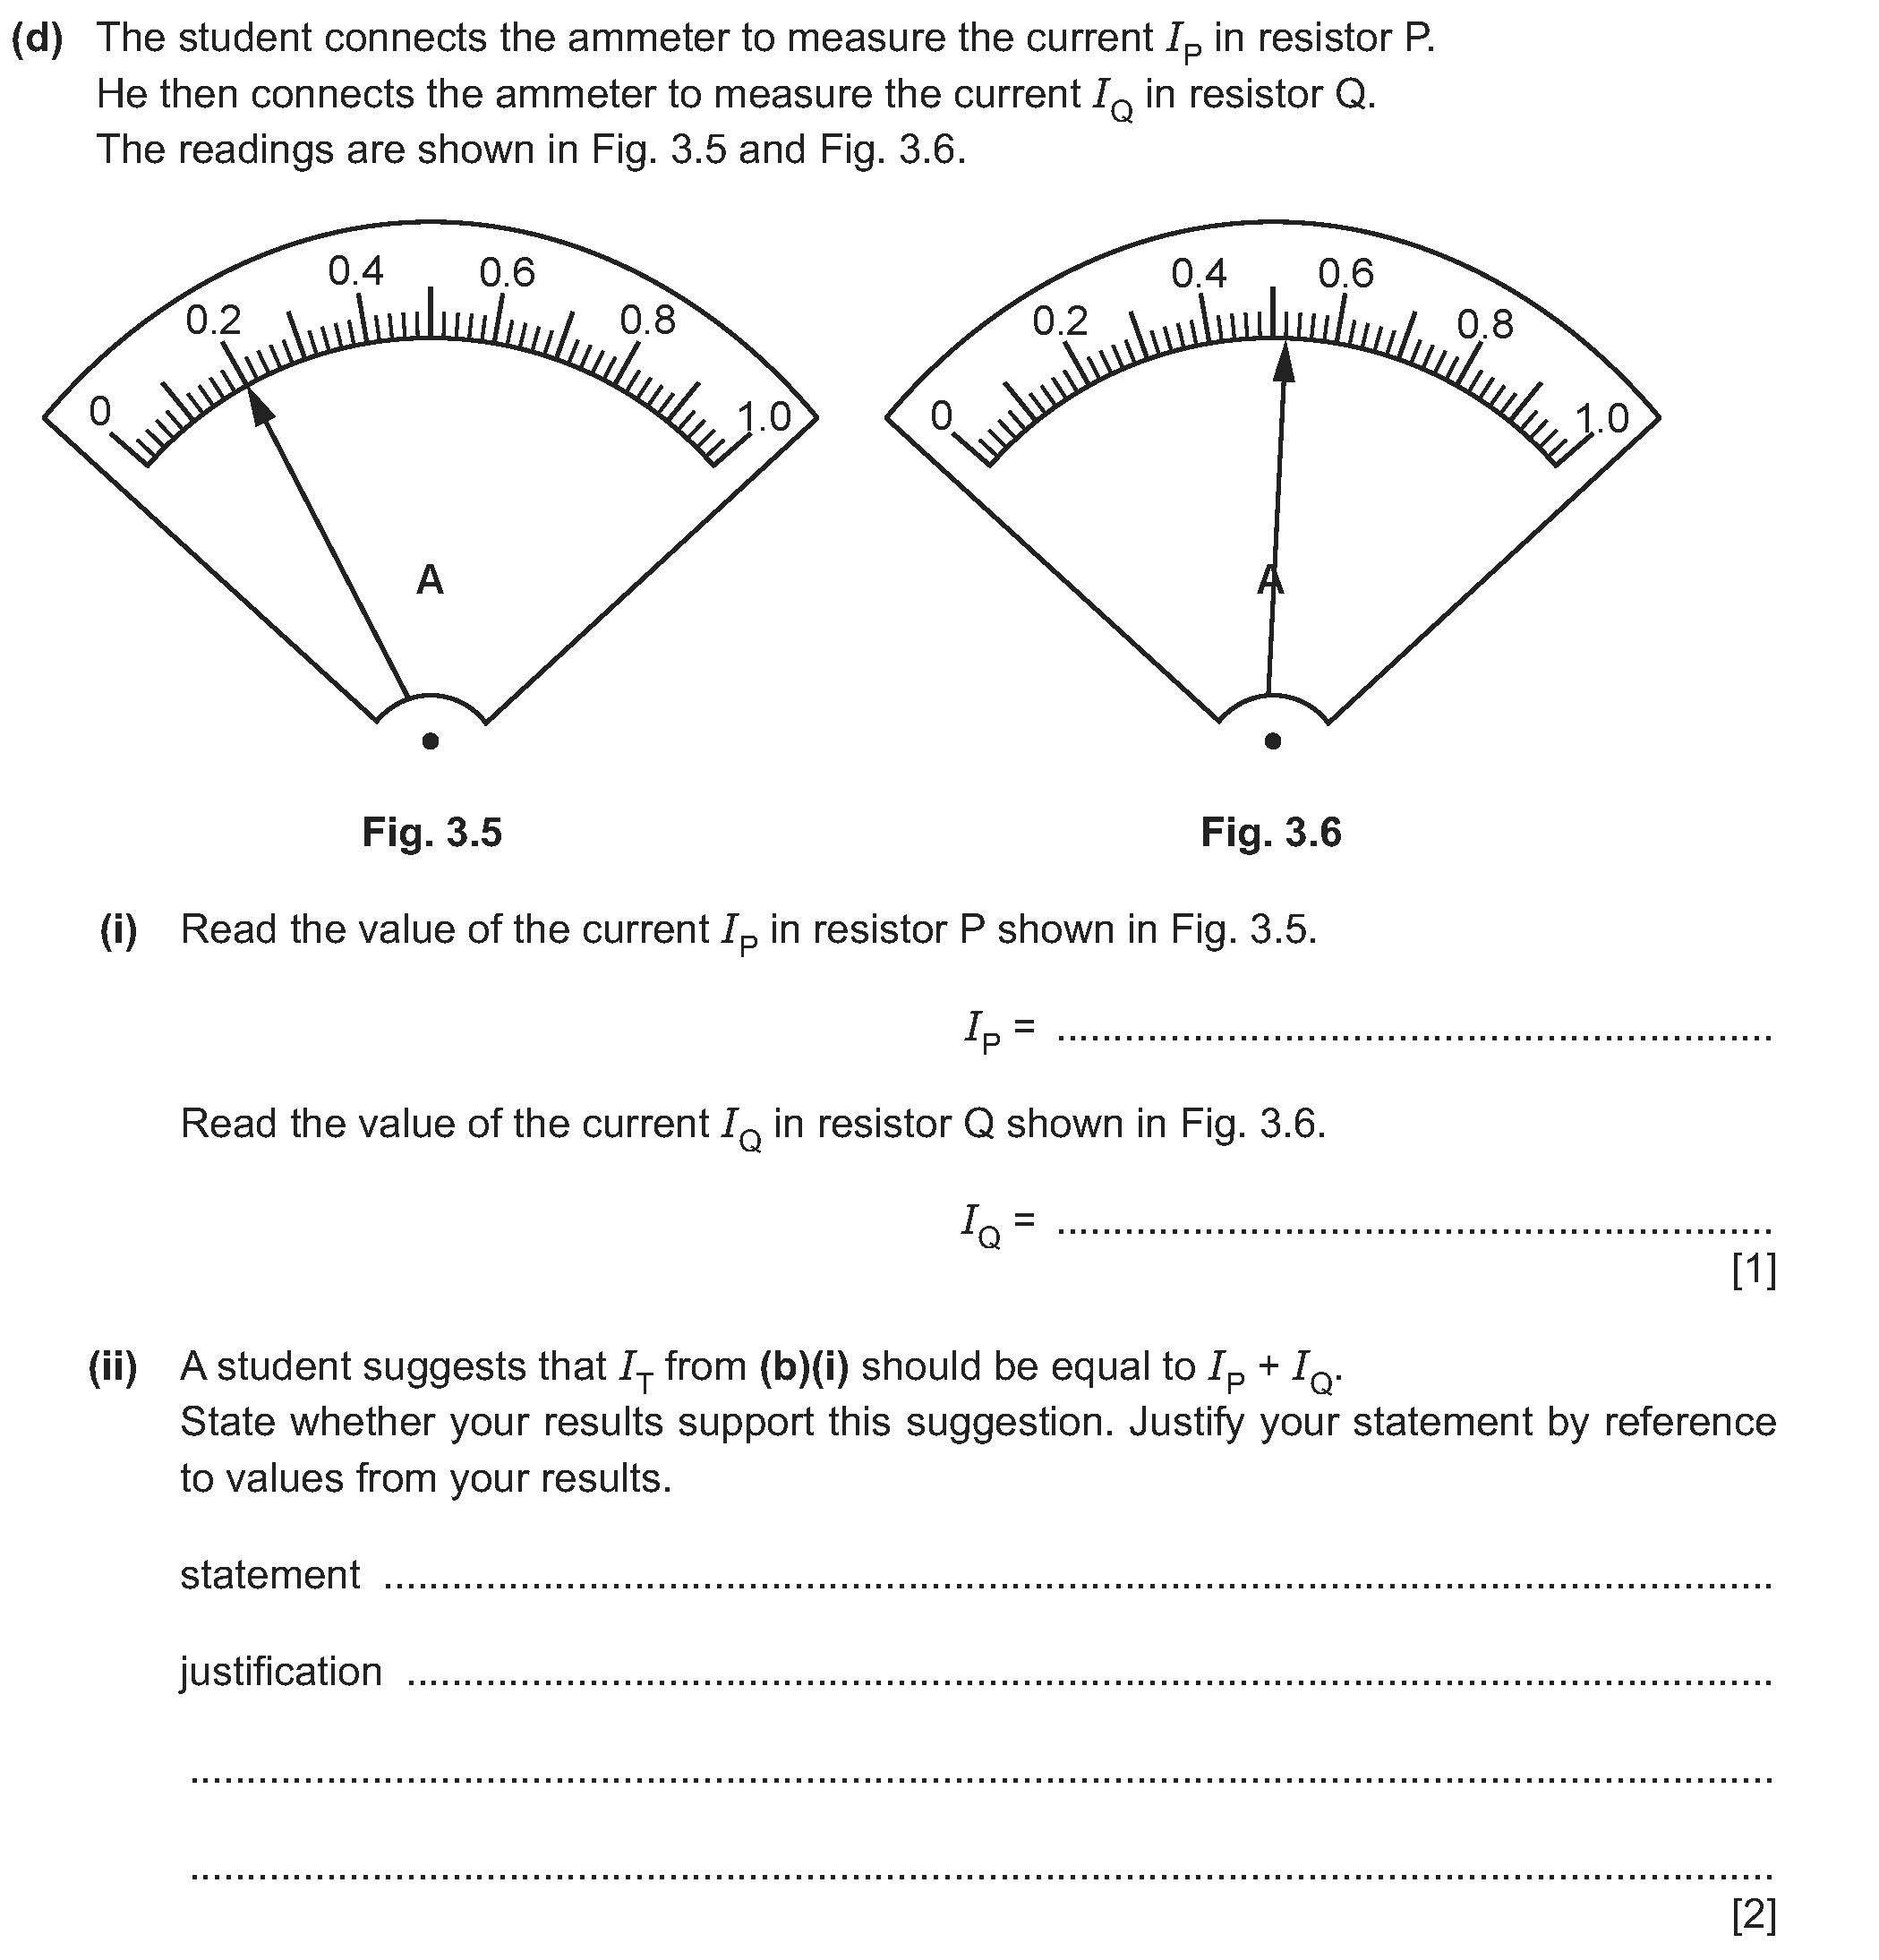 (d) The student connects the ammeter to measure the current I_P in resistor P.
He then connects the ammeter to measure the current I_Q in resistor Q.
The readings are shown in Fig. 3.5 and Fig. 3.6.
0 0.2 0.4 0.6 0.8 1.0
A
0 0.2 0.4 0.6 0.8 1.0
A
Fig. 3.5
Fig. 3.6
(i) Read the value of the current I_P in resistor P shown in Fig. 3.5.
I_P = ...............................................................
Read the value of the current I_Q in resistor Q shown in Fig. 3.6.
I_Q = ...............................................................
[1]
(ii) A student suggests that I_T from (b)(i) should be equal to I_P + I_Q.
State whether your results support this suggestion. Justify your statement by reference
to values from your results.
statement ...............................................................
justification ...............................................................
...............................................................
...............................................................
[2]